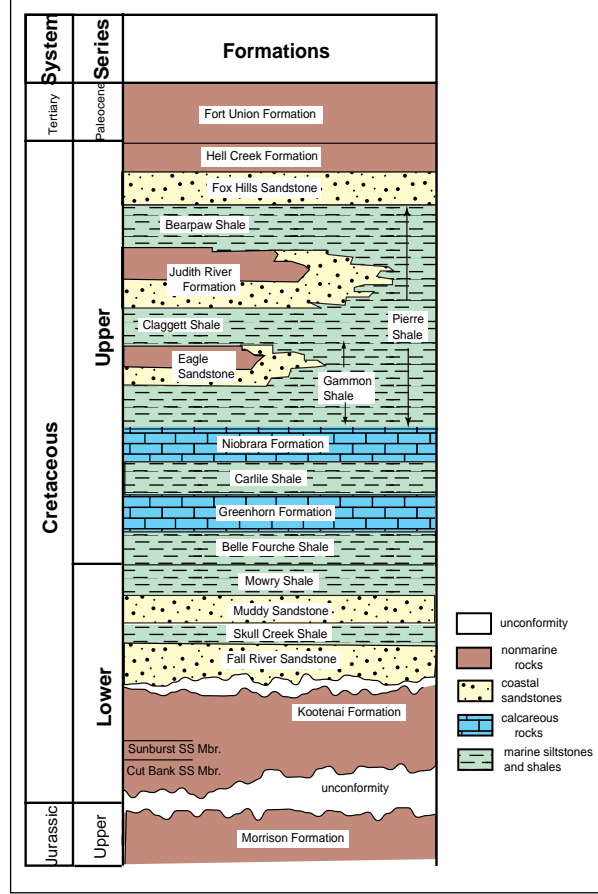 System
Series
Formations
Tertiary
Paleocene
Fort Union Formation
Cretaceous
Upper
Hell Creek Formation
Fox Hills Sandstone
Bearpaw Shale
Judith River
Formation
Pierre
Shale
Claggett Shale
Eagle
Sandstone
Gammon
Shale
Niobrara Formation
Carlile Shale
Greenhorn Formation
Belle Fourche Shale
Lower
Mowry Shale
Muddy Sandstone
Skull Creek Shale
Fall River Sandstone
Kootenai Formation
Sunburst SS Mbr.
Cut Bank SS Mbr.
unconformity
Jurassic
Upper
Morrison Formation
unconformity
nonmarine
rocks
coastal
sandstones
calcareous
rocks
marine siltstones
and shales